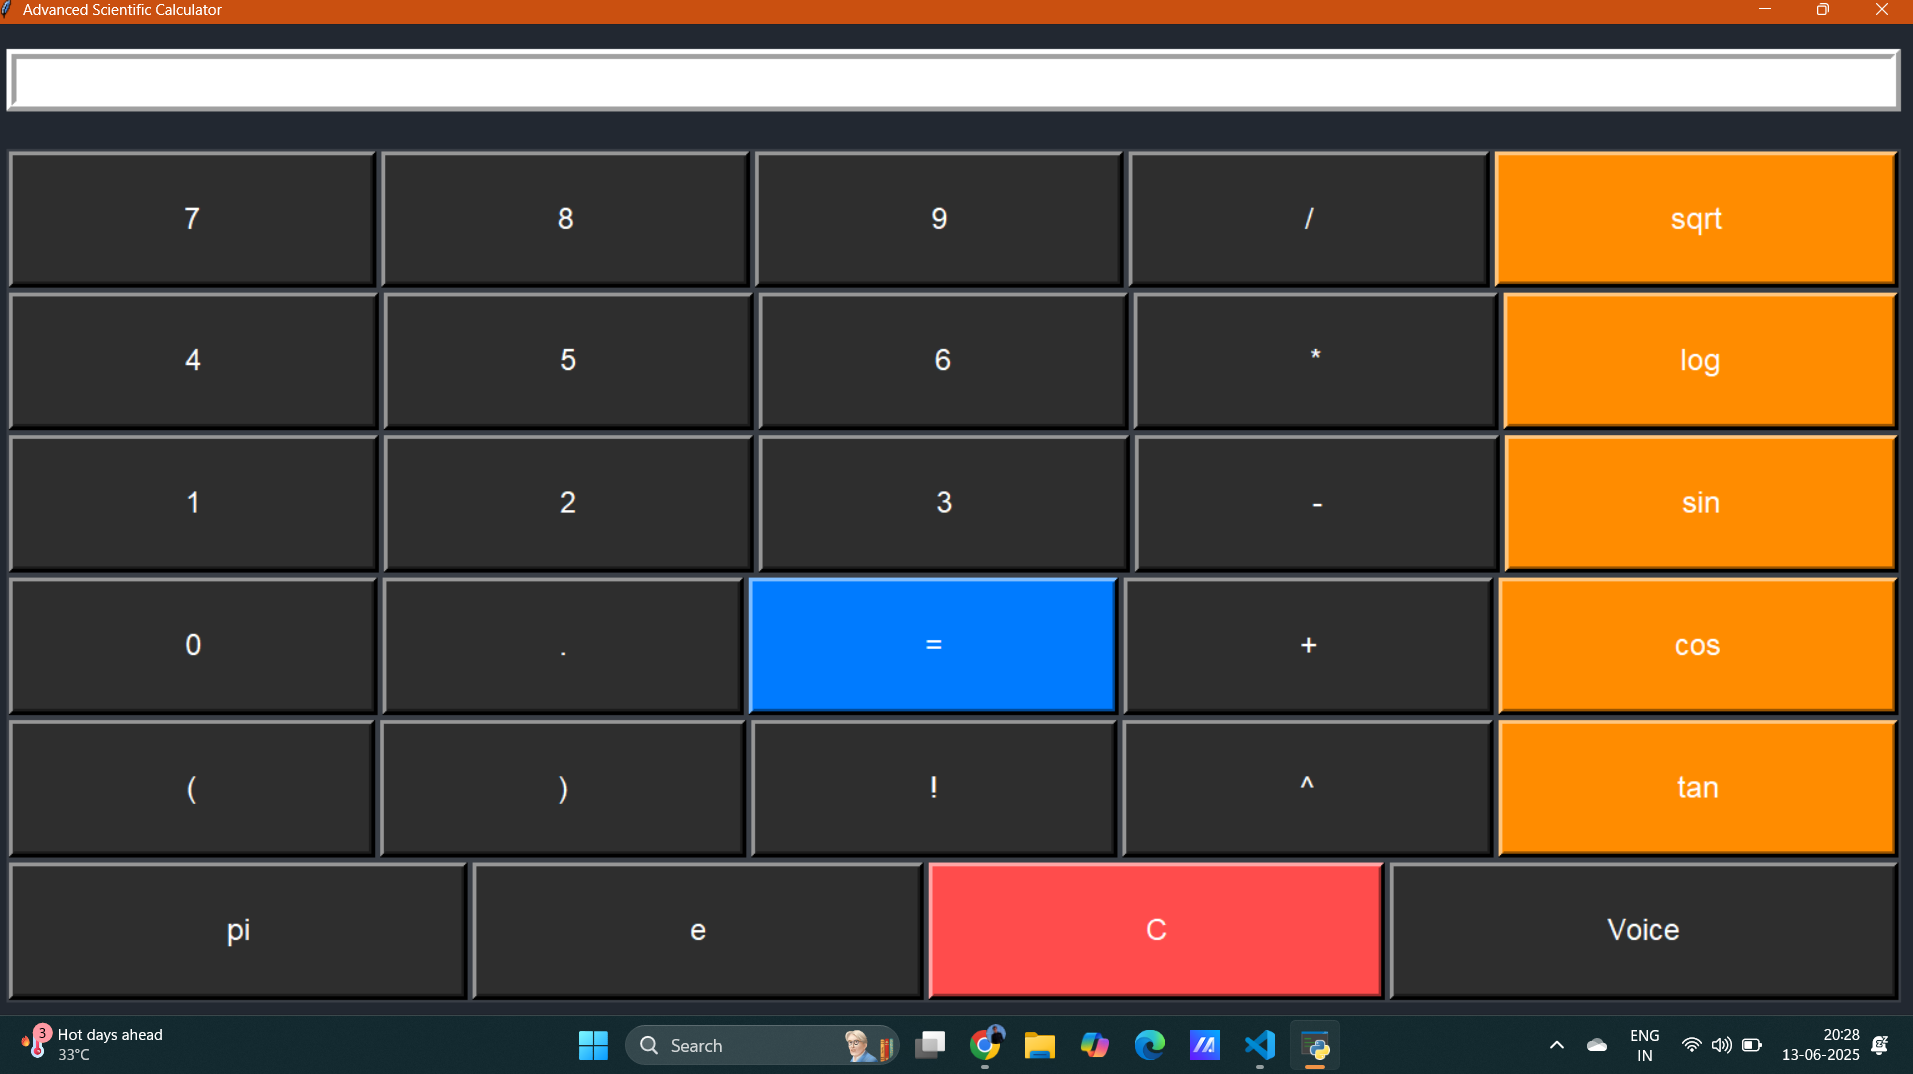 Advanced Scientific Calculator
7 8 9 / sqrt
4 5 6 * log
1 2 3 - sin
0 . = + cos
( ) ! ^ tan
pi e C Voice
3
Hot days ahead
33°C
Search
ENG
IN
20:28
13-06-2025